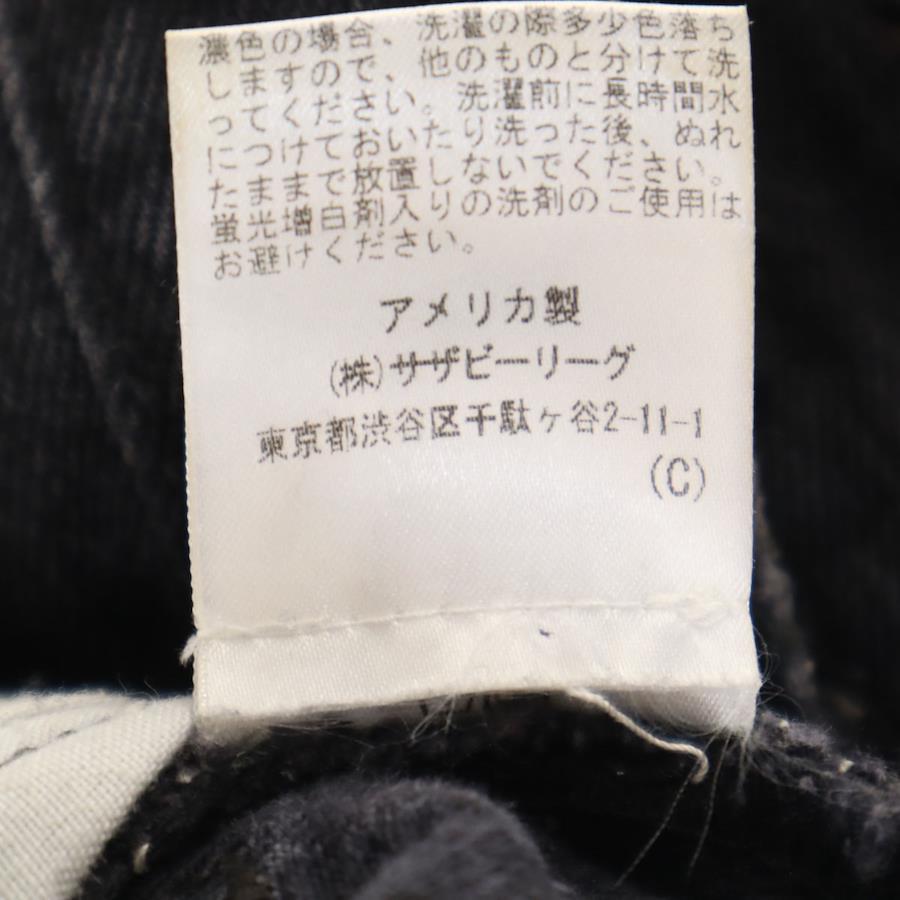 濃色の場合、洗濯の際多少色落ち
しますので、他のものと分けて洗
ってください。洗濯前に長時間水
につけておいたり洗った後、ぬれ
たままで放置しないでください。
蛍光増白剤入りの洗剤のご使用は
お避けください。
アメリカ製
(株)サザビーリーグ
東京都渋谷区千駄ヶ谷2-11-1
(C)